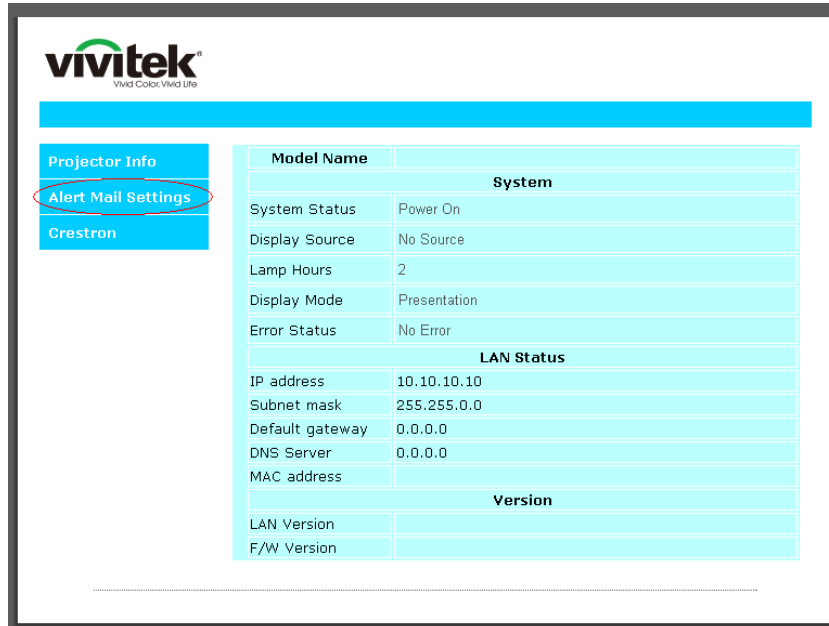 vivitek®
Vivid Color, Vivid Life
Projector Info
Alert Mail Settings
Crestron
Model Name
System
System Status Power On
Display Source No Source
Lamp Hours 2
Display Mode Presentation
Error Status No Error
LAN Status
IP address 10.10.10.10
Subnet mask 255.255.0.0
Default gateway 0.0.0.0
DNS Server 0.0.0.0
MAC address
Version
LAN Version
F/W Version